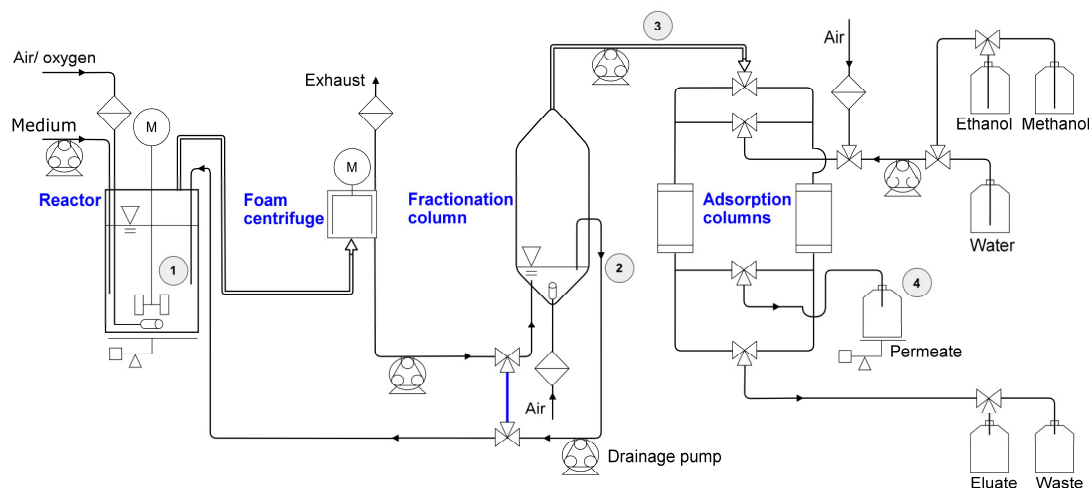 3
Air/ oxygen
Exhaust
Air
Medium
M
Ethanol
Methanol
Reactor
Foam
centrifuge
M
Fractionation
column
Adsorption
columns
Water
1
2
4
Permeate
Air
Drainage pump
Eluate
Waste